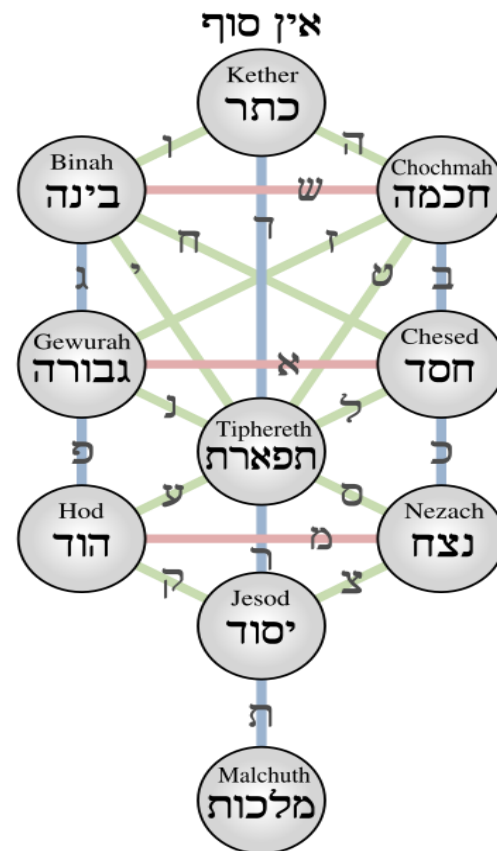 אין סוף
Kether
כתר
ו
ה
Binah
בינה
Chochmah
חכמה
ש
ד
ח
ז
ג
י
ט
ב
Gewurah
גבורה
Chesed
חסד
א
נ
ל
Tiphereth
תפארת
פ
כ
ע
ס
Hod
הוד
Nezach
נצח
מ
ר
ק
צ
Jesod
יסוד
ת
Malchuth
מלכות